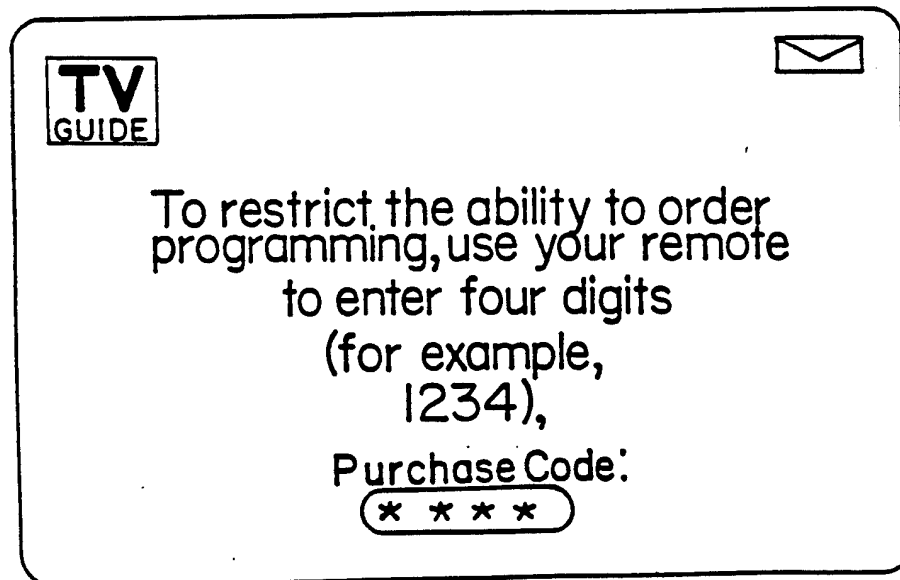 TV
GUIDE
To restrict the ability to order
programming, use your remote
to enter four digits
(for example,
1234),
Purchase Code:
* * * *